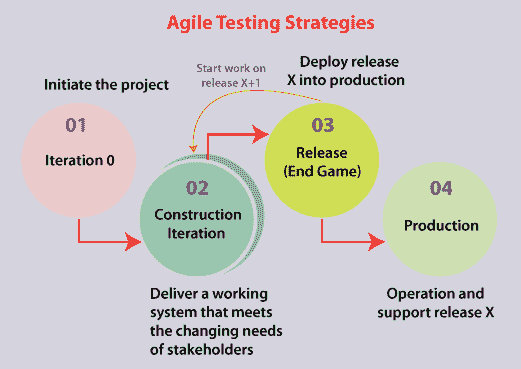 Agile Testing Strategies
Initiate the project
01
Iteration 0
02
Construction
Iteration
Deliver a working
system that meets
the changing needs
of stakeholders
Start work on
release X+1
Deploy release
X into production
03
Release
(End Game)
04
Production
Operation and
support release X